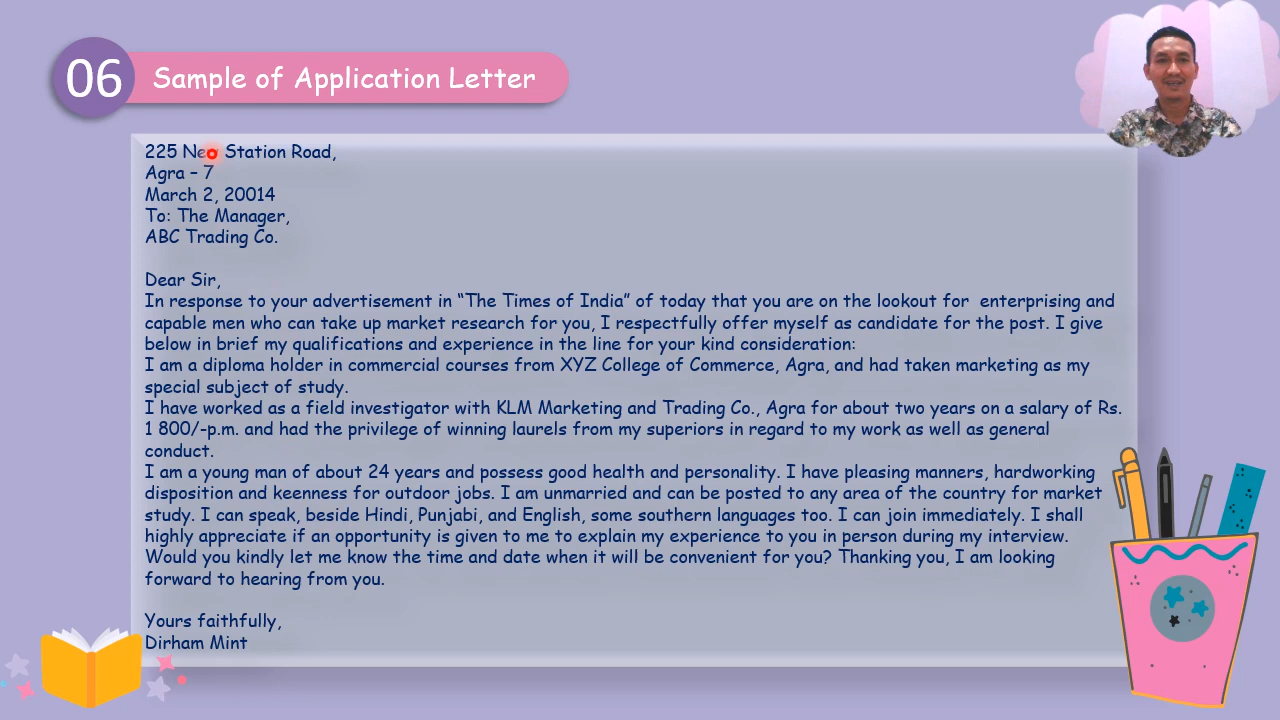 06
Sample of Application Letter
225 Neo Station Road,
Agra – 7
March 2, 20014
To: The Manager,
ABC Trading Co.
Dear Sir,
In response to your advertisement in “The Times of India” of today that you are on the lookout for  enterprising and
capable men who can take up market research for you, I respectfully offer myself as candidate for the post. I give
below in brief my qualifications and experience in the line for your kind consideration:
I am a diploma holder in commercial courses from XYZ College of Commerce, Agra, and had taken marketing as my
special subject of study.
I have worked as a field investigator with KLM Marketing and Trading Co., Agra for about two years on a salary of Rs.
1 800/-p.m. and had the privilege of winning laurels from my superiors in regard to my work as well as general
conduct.
I am a young man of about 24 years and possess good health and personality. I have pleasing manners, hardworking
disposition and keenness for outdoor jobs. I am unmarried and can be posted to any area of the country for market
study. I can speak, beside Hindi, Punjabi, and English, some southern languages too. I can join immediately. I shall
highly appreciate if an opportunity is given to me to explain my experience to you in person during my interview.
Would you kindly let me know the time and date when it will be convenient for you? Thanking you, I am looking
forward to hearing from you.
Yours faithfully,
Dirham Mint